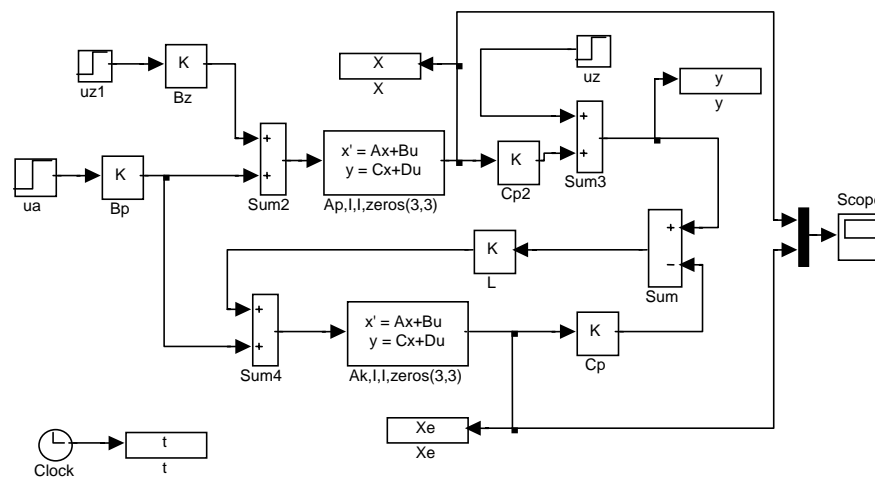 K
uz1
Bz
X
X
uz
y
y
K
ua
Bp
+
+
Sum2
x' = Ax+Bu
y = Cx+Du
Ap,I,I,zeros(3,3)
K
Cp2
+
+
Sum3
Scope
K
L
+
−
Sum
+
+
Sum4
x' = Ax+Bu
y = Cx+Du
Ak,I,I,zeros(3,3)
K
Cp
Xe
Xe
Clock
t
t